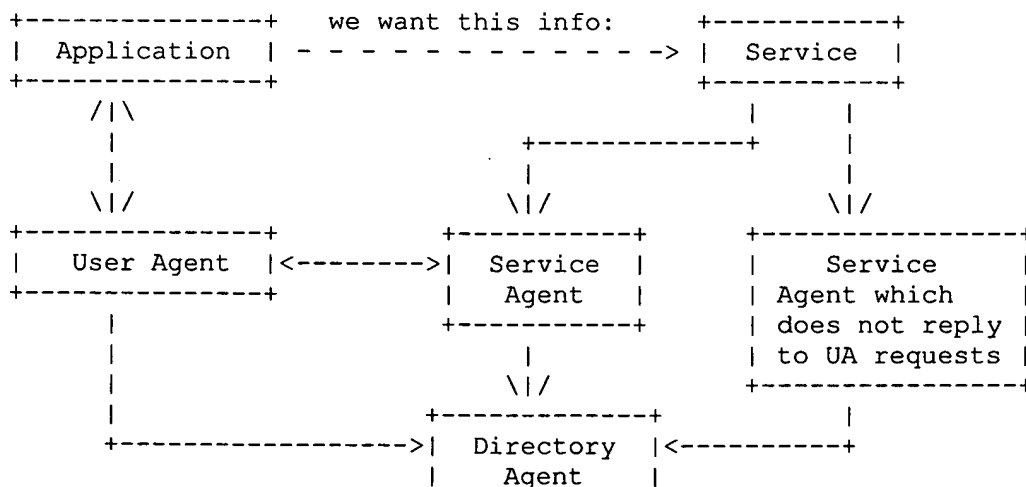 we want this info:
Application
Service
User Agent
Service
Agent
Service
Agent which
does not reply
to UA requests
Directory
Agent